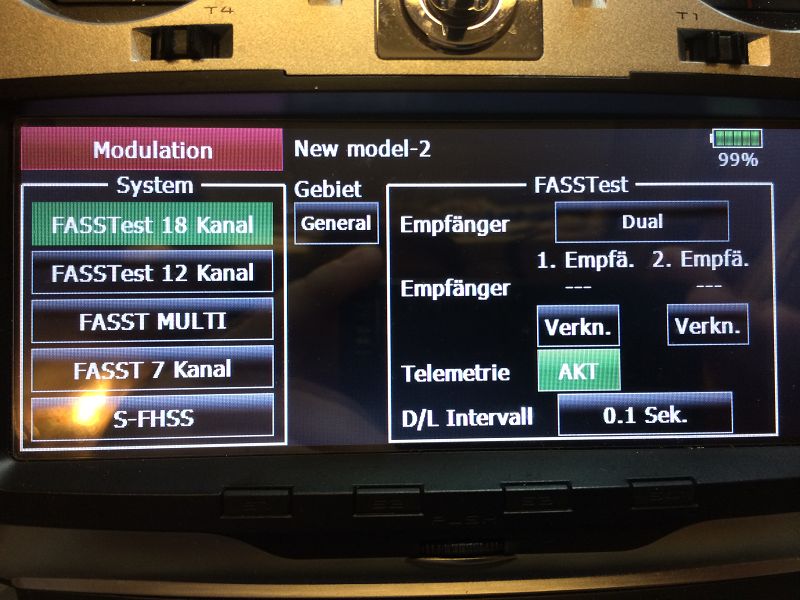 T4
T1
Modulation
New model-2
99%
System
Gebiet
FASSTest
FASSTest 18 Kanal
General
Empfänger
Dual
1. Empfä. 2. Empfä.
FASSTest 12 Kanal
Empfänger
--- ---
FASST MULTI
Verkn. Verkn.
FASST 7 Kanal
Telemetrie
AKT
S-FHSS
D/L Intervall
0.1 Sek.
PUSH